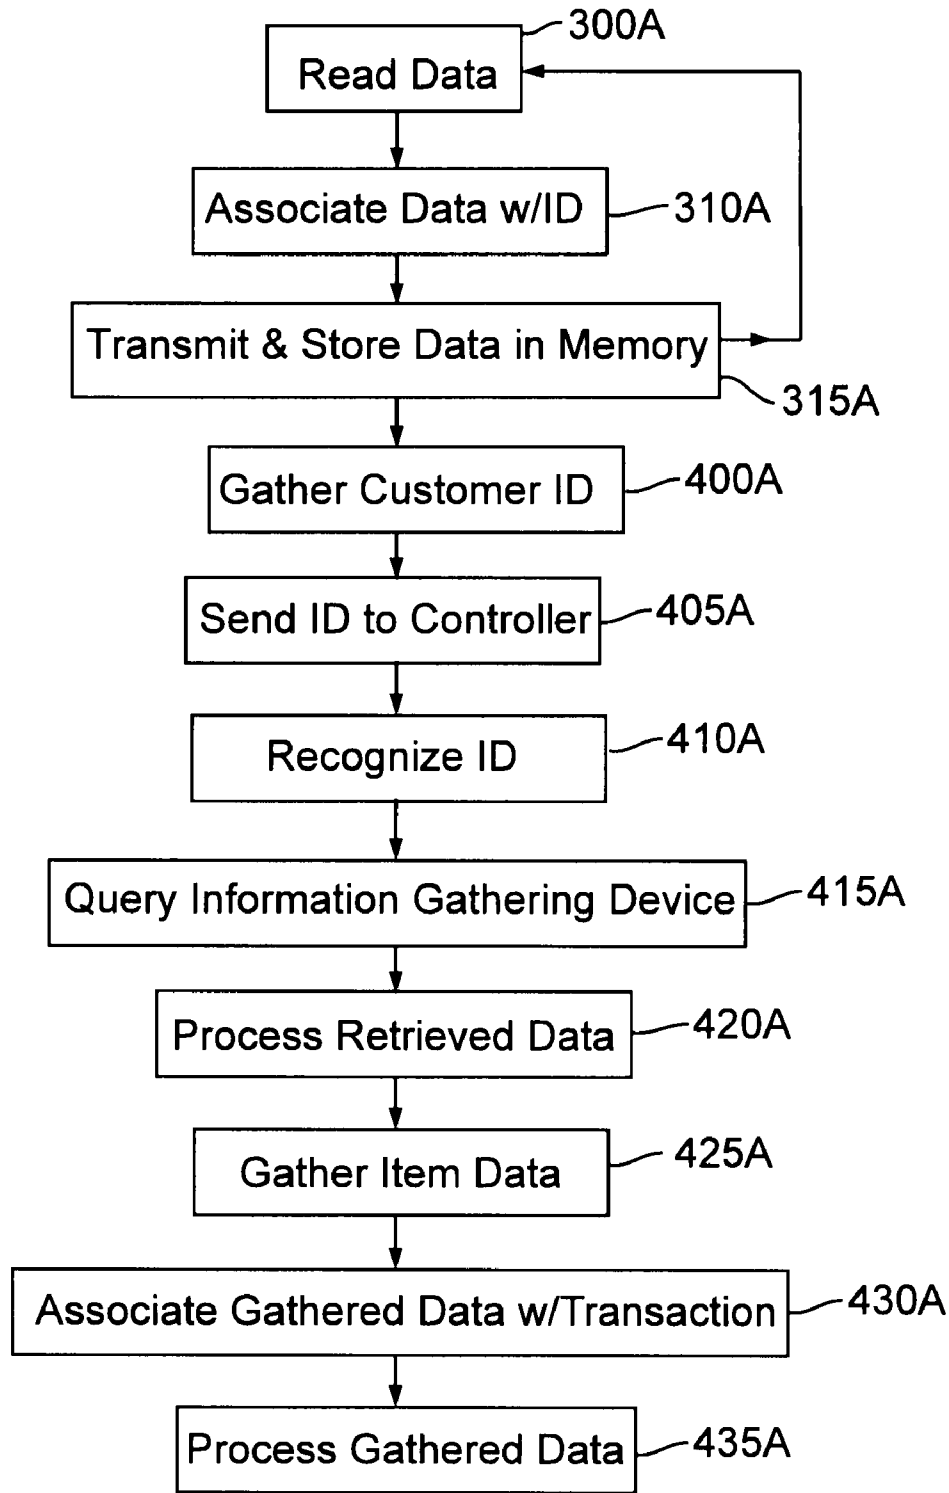 300A
Read Data
Associate Data w/ID
310A
Transmit & Store Data in Memory
315A
Gather Customer ID
400A
Send ID to Controller
405A
Recognize ID
410A
Query Information Gathering Device
415A
Process Retrieved Data
420A
Gather Item Data
425A
Associate Gathered Data w/Transaction
430A
Process Gathered Data
435A